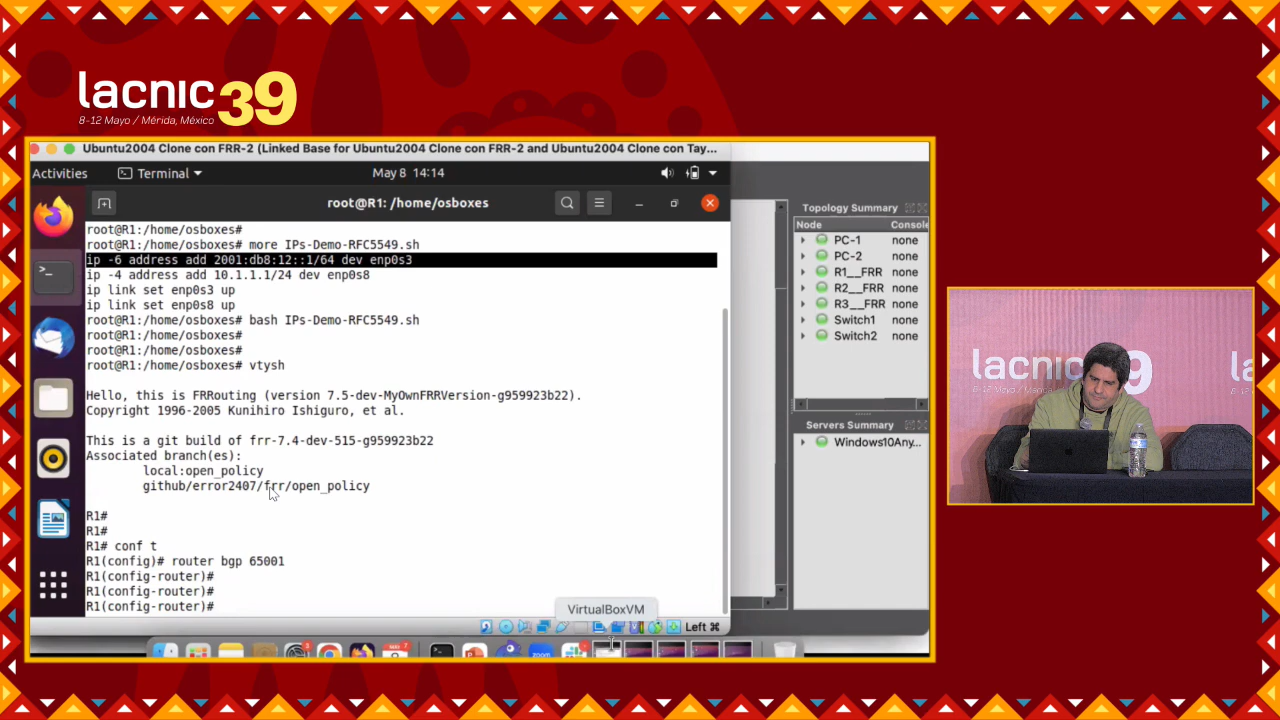 lacnic 39
8-12 Mayo / Mérida, México
Ubuntu2004 Clone con FRR-2 (Linked Base for Ubuntu2004 Clone con FRR-2 and Ubuntu2004 Clone con Tay...
Activities
Terminal
May 8 14:14
root@R1: /home/osboxes
root@R1:/home/osboxes#
root@R1:/home/osboxes# more IPs-Demo-RFC5549.sh
ip -6 address add 2001:db8:12::1/64 dev enp0s3
ip -4 address add 10.1.1.1/24 dev enp0s8
ip link set enp0s3 up
ip link set enp0s8 up
root@R1:/home/osboxes# bash IPs-Demo-RFC5549.sh
root@R1:/home/osboxes#
root@R1:/home/osboxes#
root@R1:/home/osboxes# vtysh
Hello, this is FRRouting (version 7.5-dev-MyOwnFRRVersion-g959923b22).
Copyright 1996-2005 Kunihiro Ishiguro, et al.
This is a git build of frr-7.4-dev-515-g959923b22
Associated branch(es):
local:open_policy
github/error2407/frr/open_policy
R1#
R1#
R1# conf t
R1(config)# router bgp 65001
R1(config-router)#
R1(config-router)#
R1(config-router)#
VirtualBoxVM
Left ⌘
zoom
Topology Summary
Node Console
PC-1 none
PC-2 none
R1__FRR none
R2__FRR none
R3__FRR none
Switch1 none
Switch2 none
Servers Summary
Windows10Any...
lacnic 39